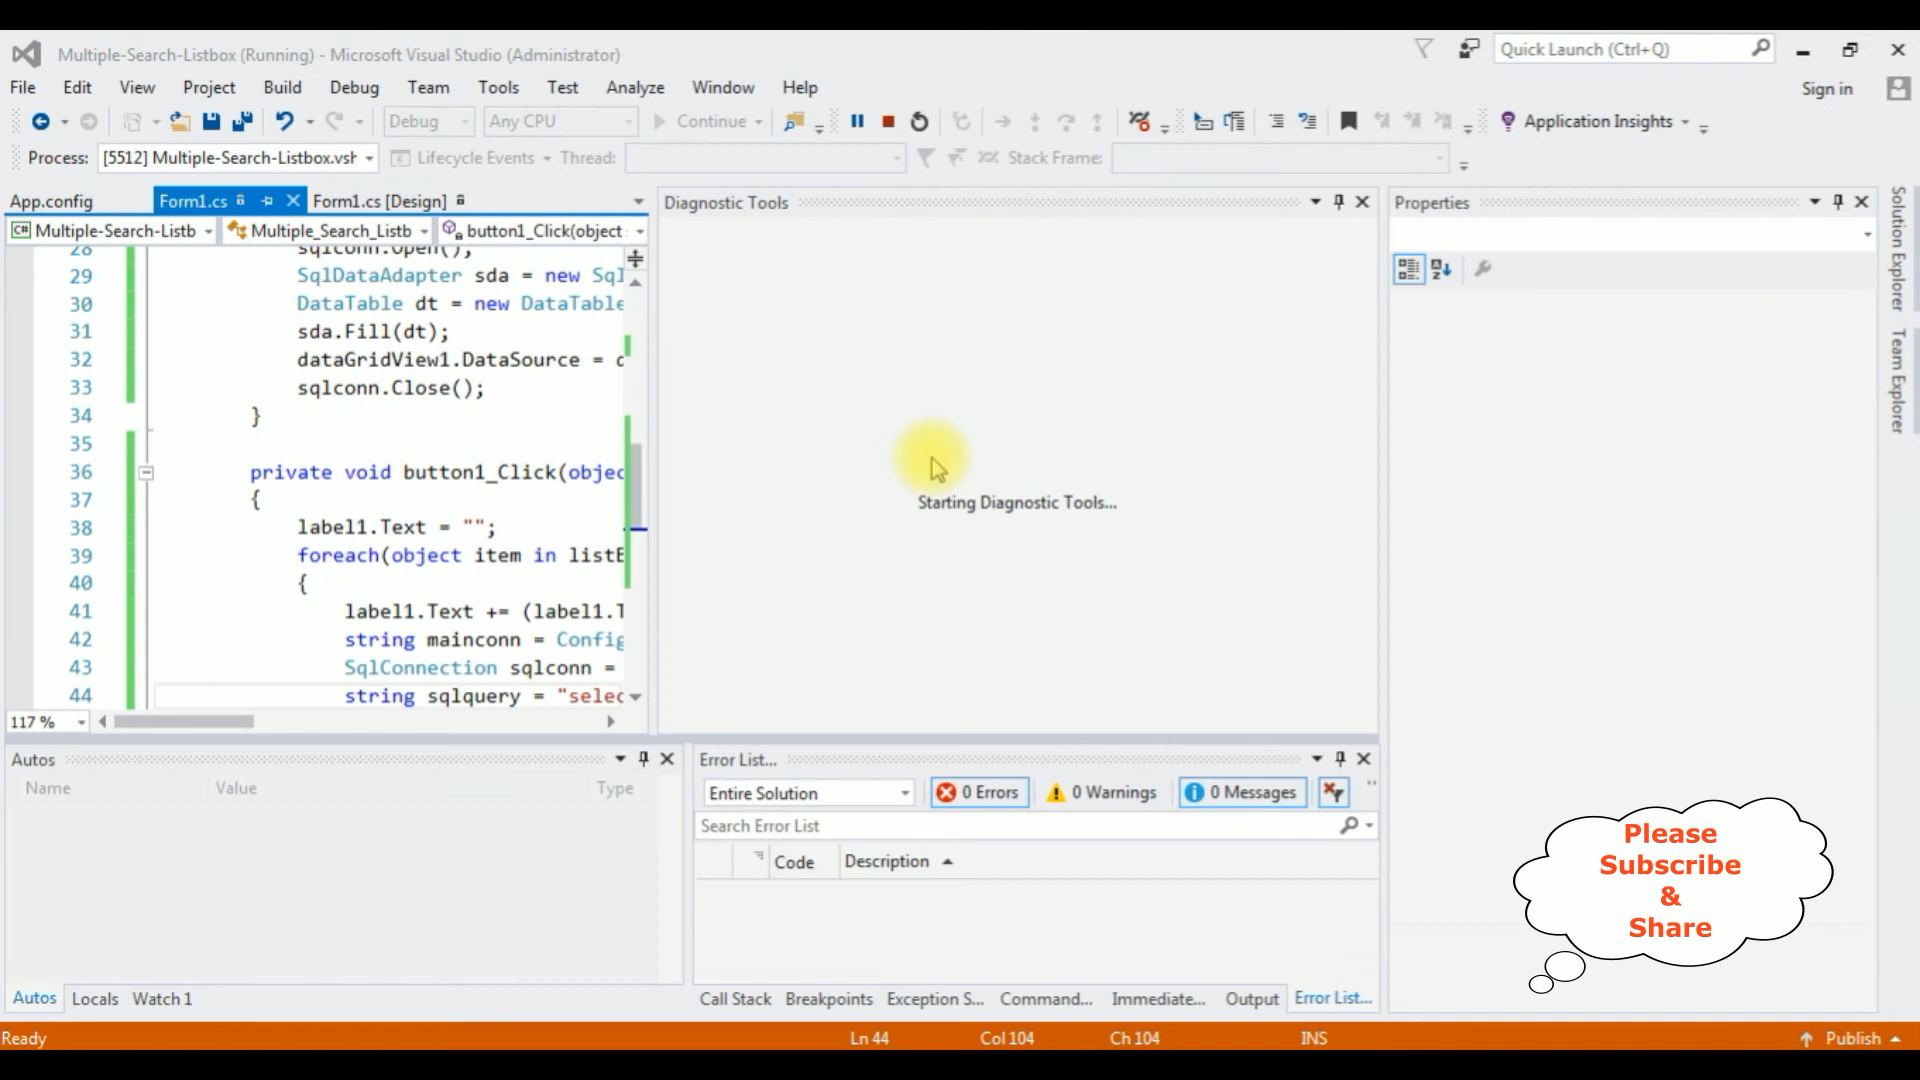 Multiple-Search-Listbox (Running) - Microsoft Visual Studio (Administrator)
Quick Launch (Ctrl+Q)
File Edit View Project Build Debug Team Tools Test Analyze Window Help
Sign in
Debug Any CPU Continue Application Insights
Process: [5512] Multiple-Search-Listbox.vsh Lifecycle Events Thread: Stack Frame:
App.config Form1.cs Form1.cs [Design]
Multiple-Search-Listb Multiple_Search_Listb button1_Click(object
28 sqlconn.Open();
29 SqlDataAdapter sda = new Sql
30 DataTable dt = new DataTable
31 sda.Fill(dt);
32 dataGridView1.DataSource = d
33 sqlconn.Close();
34 }
35
36 private void button1_Click(objec
37 {
38 label1.Text = "";
39 foreach(object item in listB
40 {
41 label1.Text += (label1.T
42 string mainconn = Config
43 SqlConnection sqlconn =
44 string sqlquery = "selec
117 %
Diagnostic Tools
Starting Diagnostic Tools...
Properties
Solution Explorer
Team Explorer
Autos
Name Value Type
Autos Locals Watch 1
Error List...
Entire Solution 0 Errors 0 Warnings 0 Messages
Search Error List
Code Description
Call Stack Breakpoints Exception S... Command... Immediate... Output Error List...
Please
Subscribe
&
Share
Ready Ln 44 Col 104 Ch 104 INS Publish